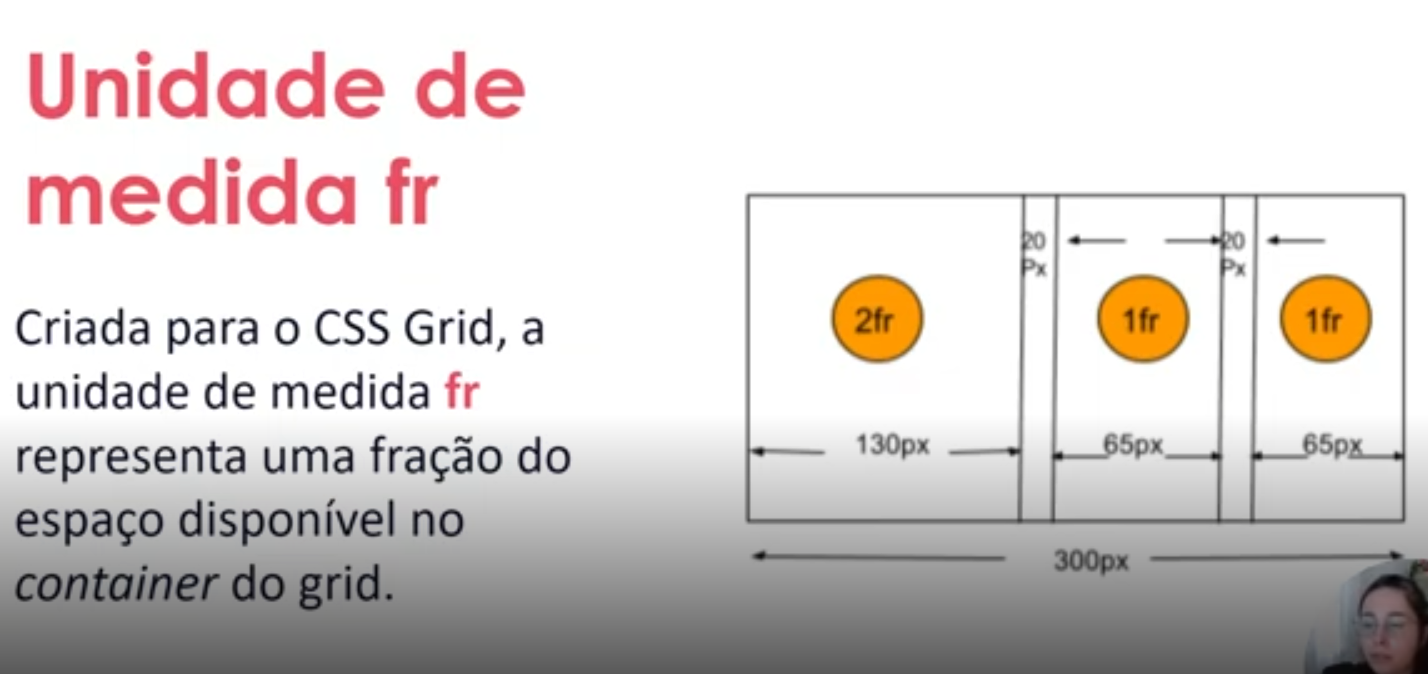 Unidade de
medida fr
Criada para o CSS Grid, a
unidade de medida fr
representa uma fração do
espaço disponível no
container do grid.
20
Px
20
Px
2fr
1fr
1fr
130px
65px
65px
300px